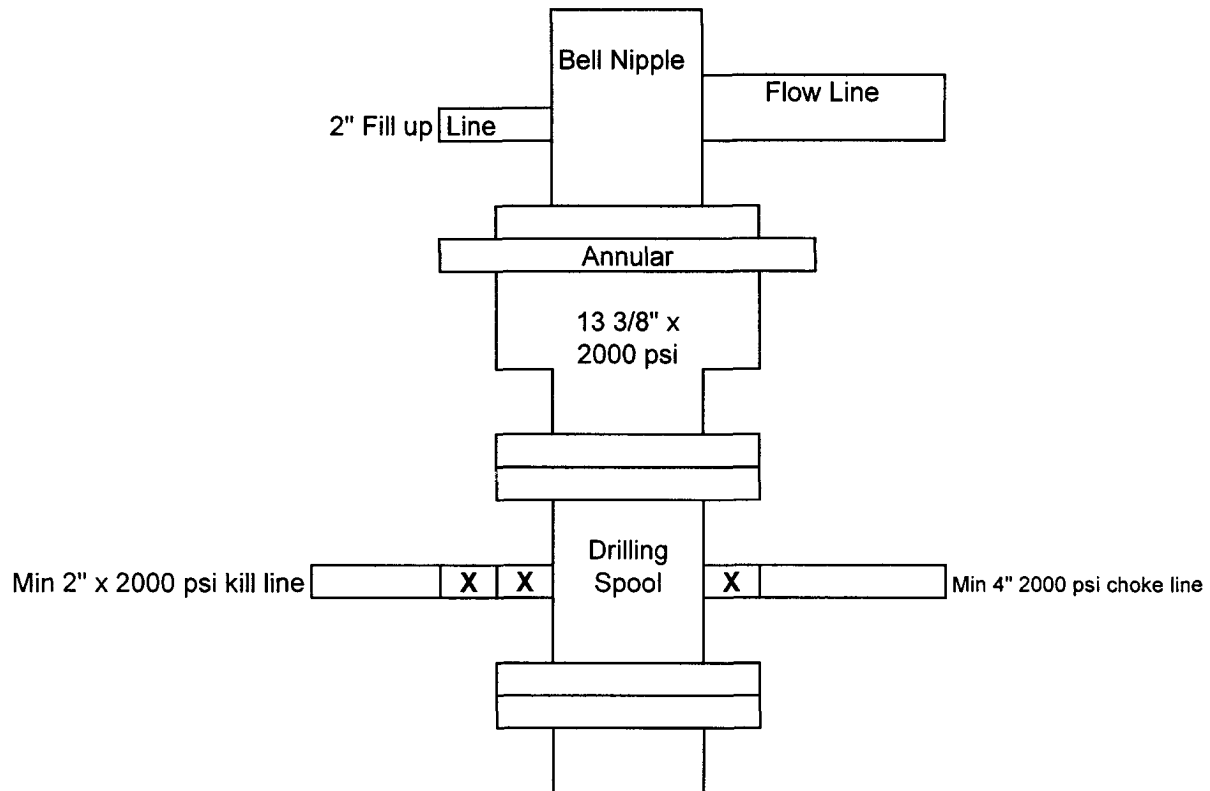 Bell Nipple
Flow Line
2" Fill up Line
Annular
13 3/8" x
2000 psi
Drilling
Spool
Min 2" x 2000 psi kill line
X X
X
Min 4" 2000 psi choke line